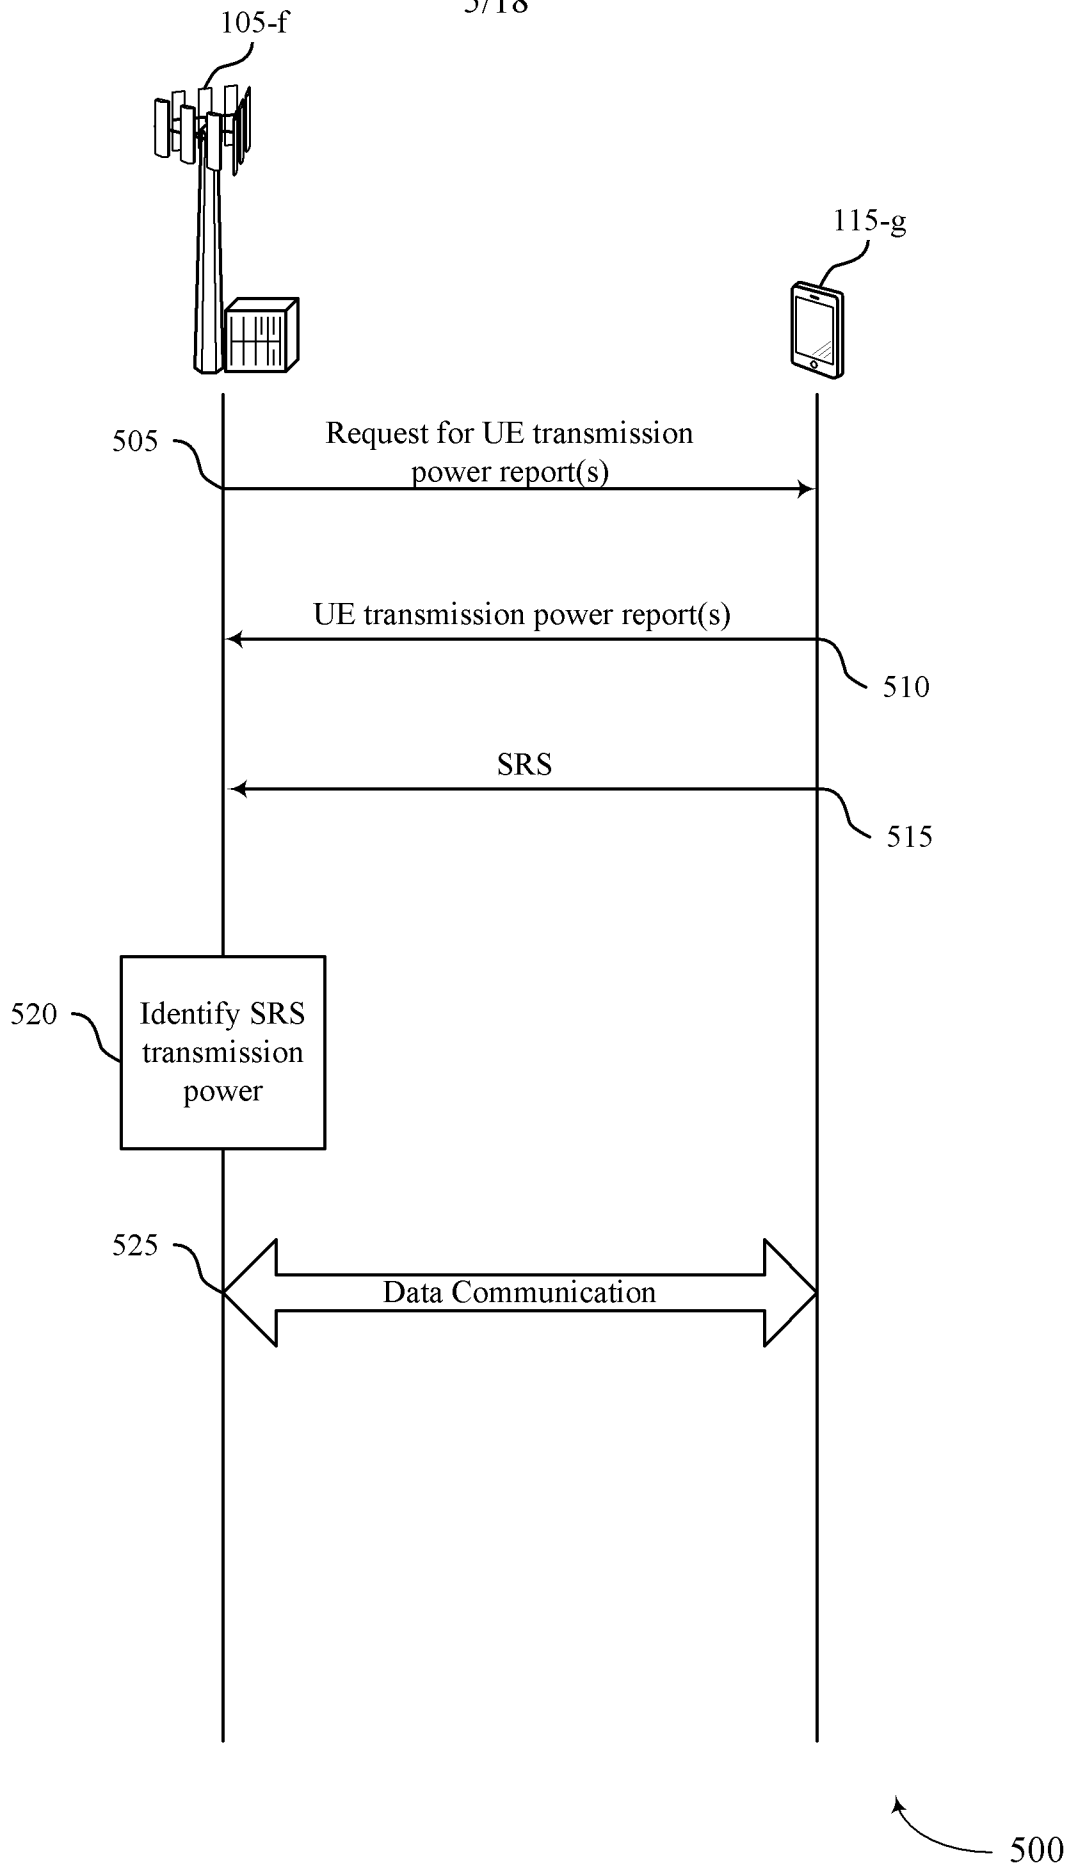 5/18
105-f
115-g
505
Request for UE transmission
power report(s)
UE transmission power report(s)
510
SRS
515
520
Identify SRS
transmission
power
525
Data Communication
500